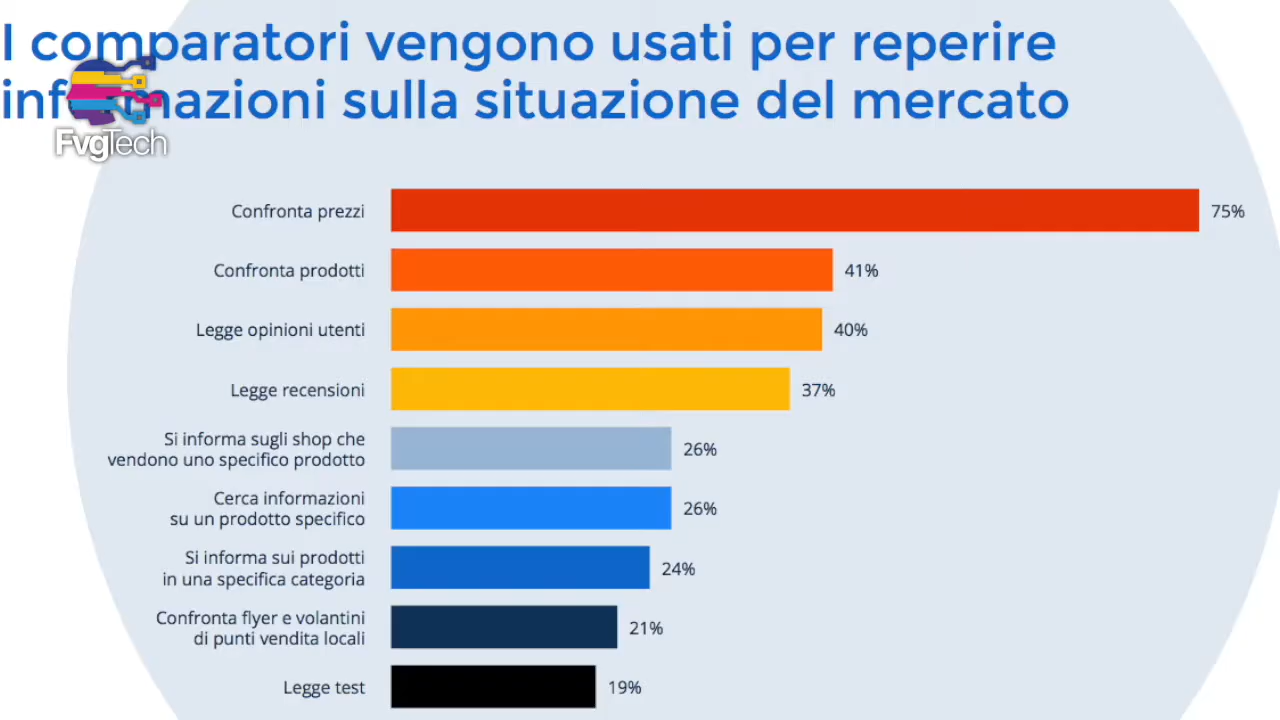 I comparatori vengono usati per reperire
informazioni sulla situazione del mercato
FvgTech
Confronta prezzi 75%
Confronta prodotti 41%
Legge opinioni utenti 40%
Legge recensioni 37%
Si informa sugli shop che
vendono uno specifico prodotto 26%
Cerca informazioni
su un prodotto specifico 26%
Si informa sui prodotti
in una specifica categoria 24%
Confronta flyer e volantini
di punti vendita locali 21%
Legge test 19%